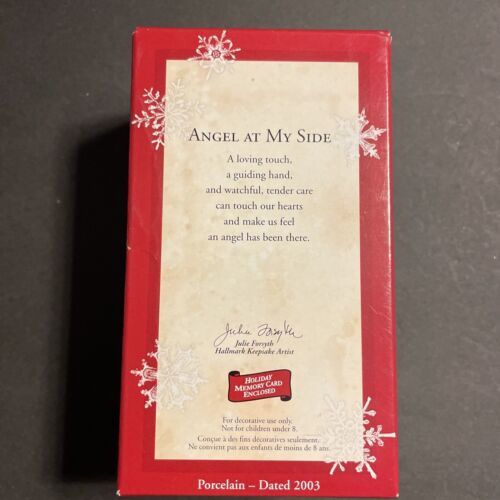 ANGEL AT MY SIDE
A loving touch,
a guiding hand,
and watchful, tender care
can touch our hearts
and make us feel
an angel has been there.
Julie Forsyth
Julie Forsyth
Hallmark Keepsake Artist
HOLIDAY
MEMORY CARD
ENCLOSED
For decorative use only.
Not for children under 8.
Conçue à des fins décoratives seulement.
Ne convient pas aux enfants de moins de 8 ans.
Porcelain – Dated 2003